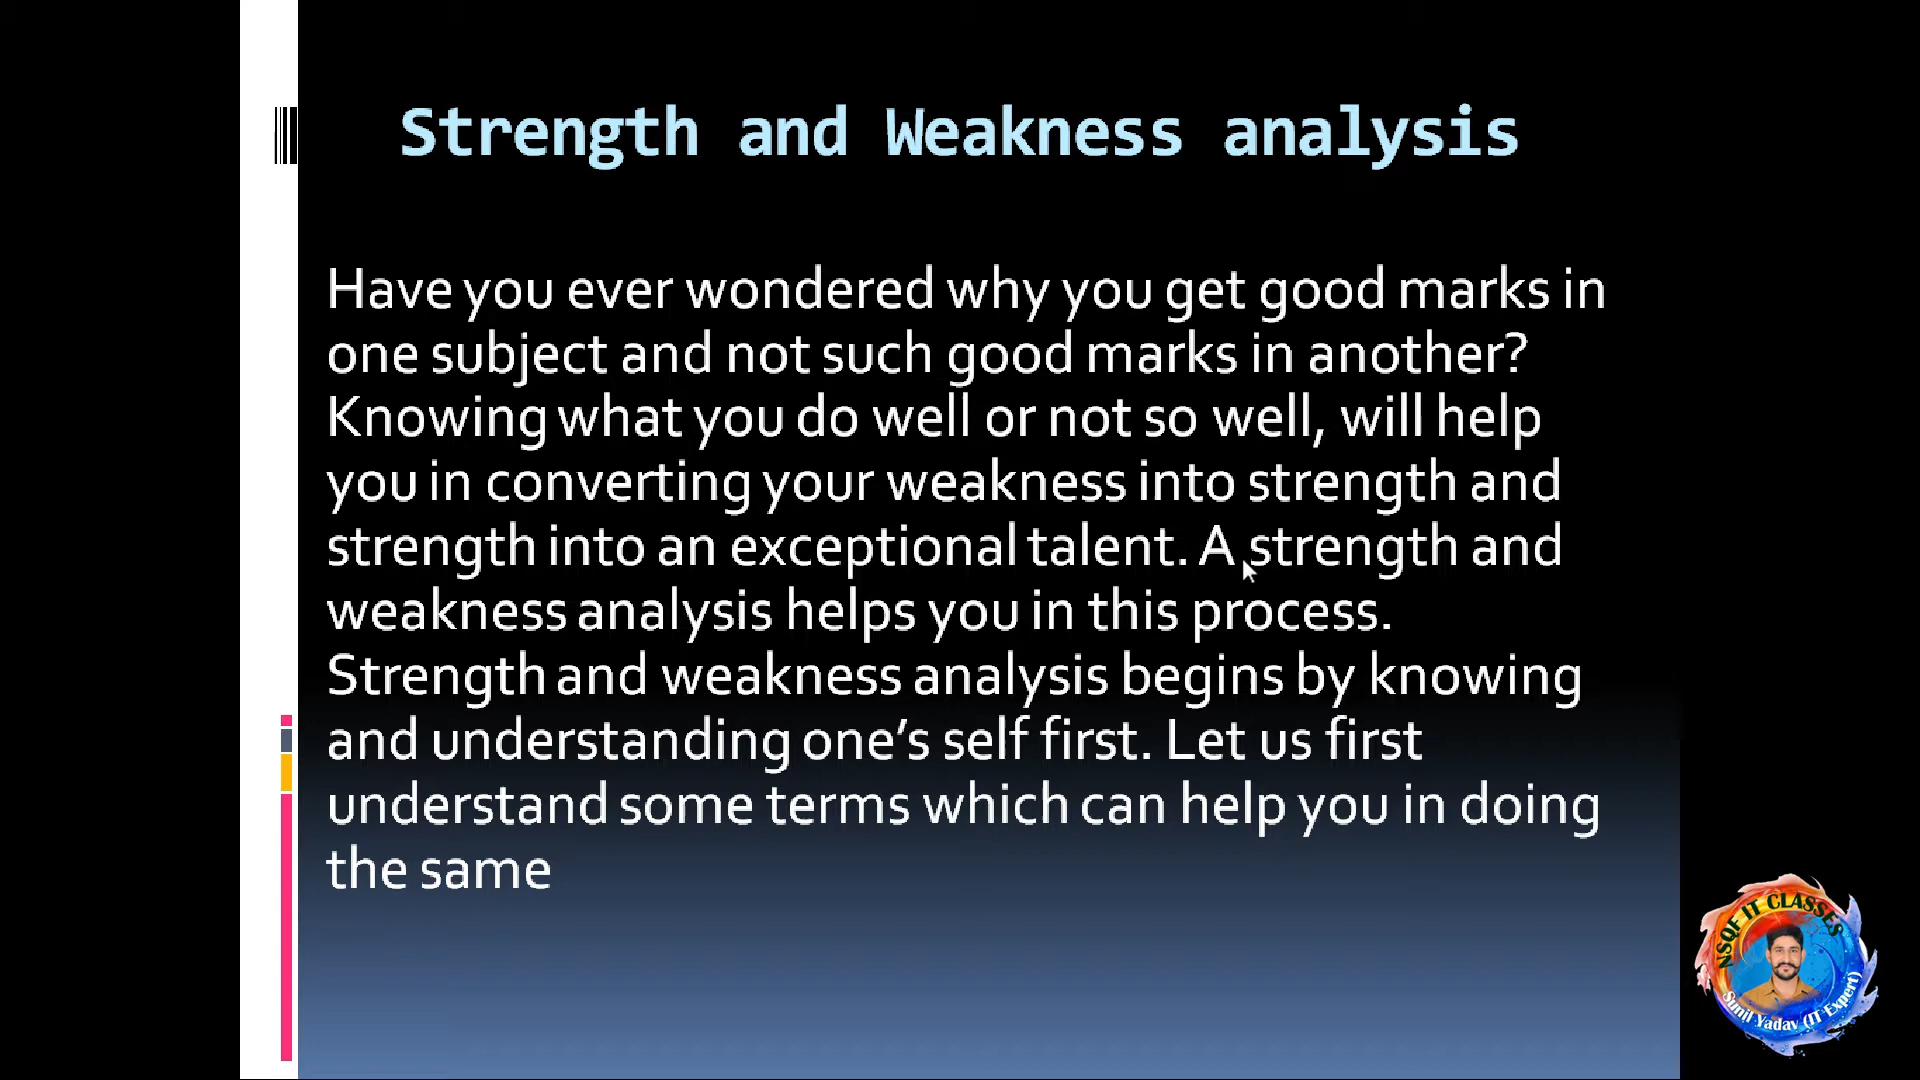 Strength and Weakness analysis
Have you ever wondered why you get good marks in
one subject and not such good marks in another?
Knowing what you do well or not so well, will help
you in converting your weakness into strength and
strength into an exceptional talent. A strength and
weakness analysis helps you in this process.
Strength and weakness analysis begins by knowing
and understanding one’s self first. Let us first
understand some terms which can help you in doing
the same
NSQF IT CLASSES
Sunil Yadav (IT Expert)